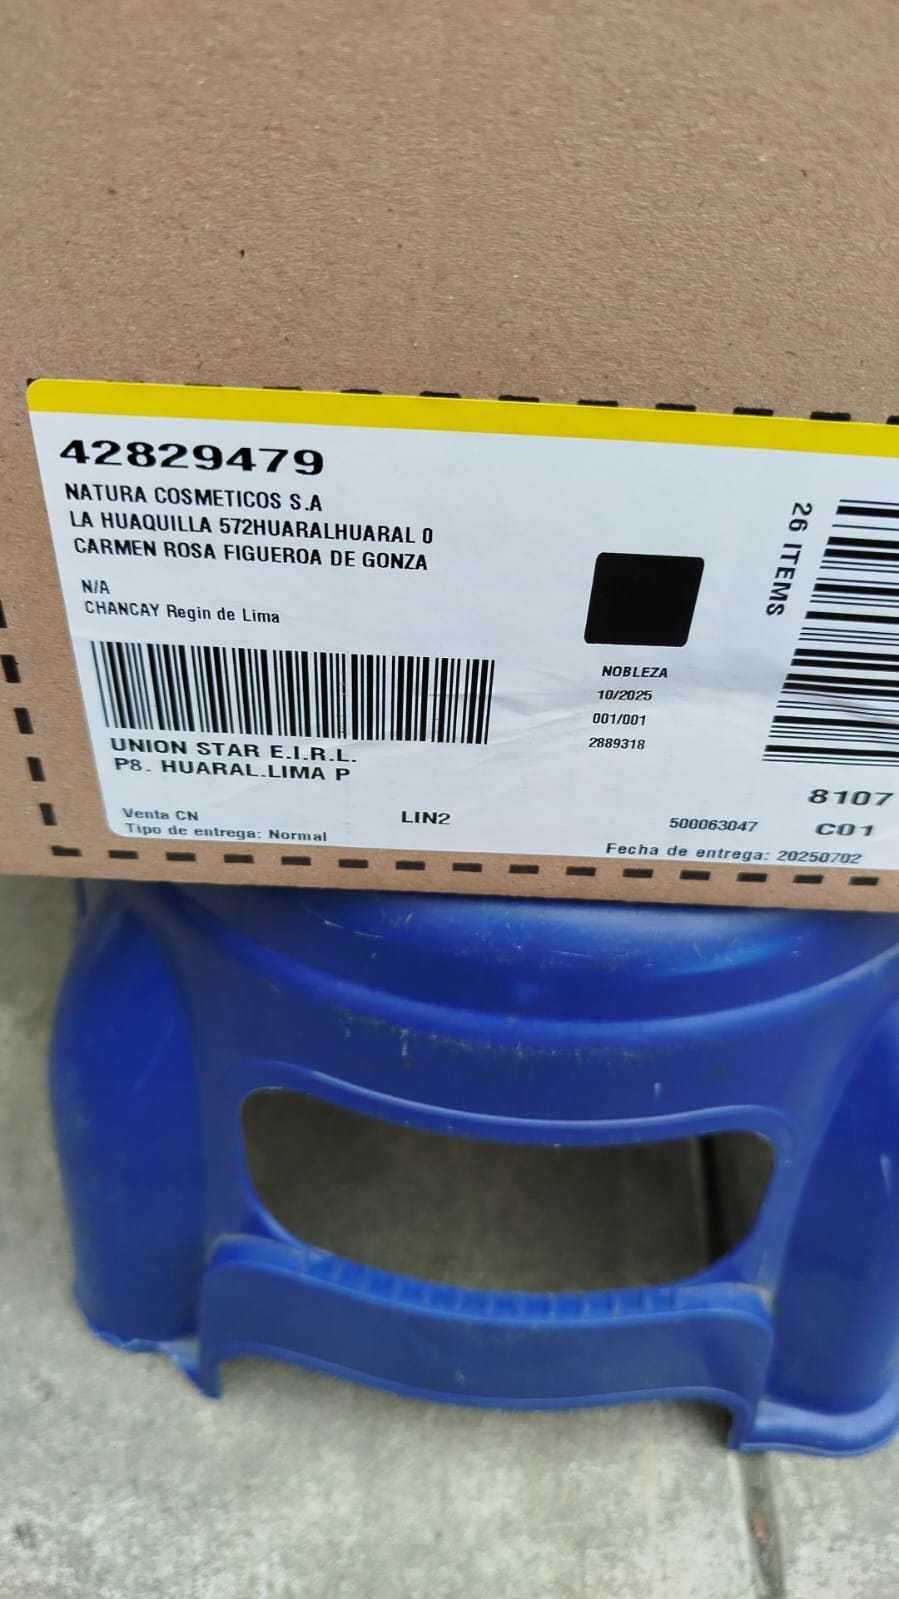 42829479
NATURA COSMETICOS S.A
LA HUAQUILLA 572HUARALHUARAL 0
CARMEN ROSA FIGUEROA DE GONZA
N/A
CHANCAY Regin de Lima
UNION STAR E.I.R.L.
P8. HUARAL.LIMA P
Venta CN
Tipo de entrega: Normal
LIN2
NOBLEZA
10/2025
001/001
2889318
26 ITEMS
8107
500063047
C01
Fecha de entrega: 20250702